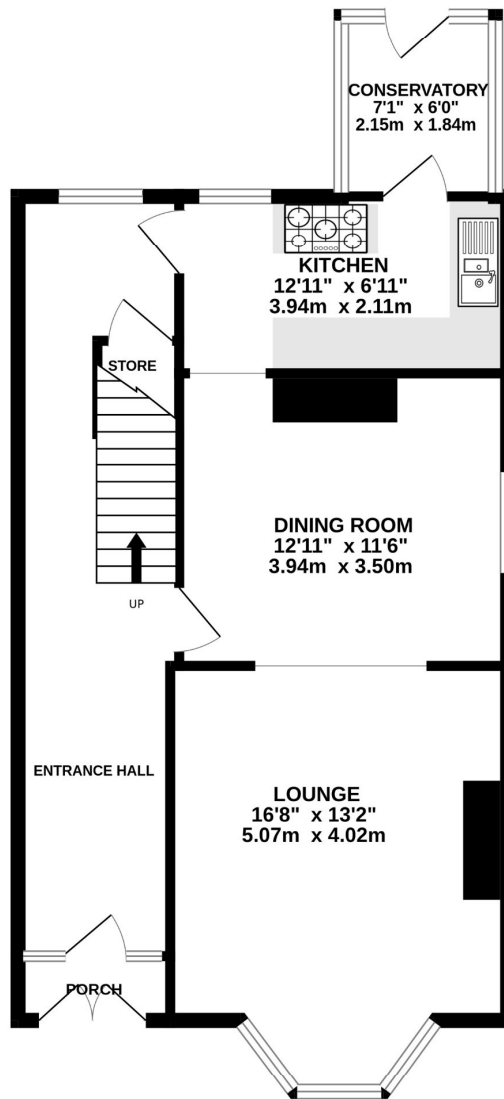 CONSERVATORY
7'1" x 6'0"
2.15m x 1.84m
KITCHEN
12'11" x 6'11"
3.94m x 2.11m
STORE
DINING ROOM
12'11" x 11'6"
3.94m x 3.50m
UP
ENTRANCE HALL
LOUNGE
16'8" x 13'2"
5.07m x 4.02m
PORCH